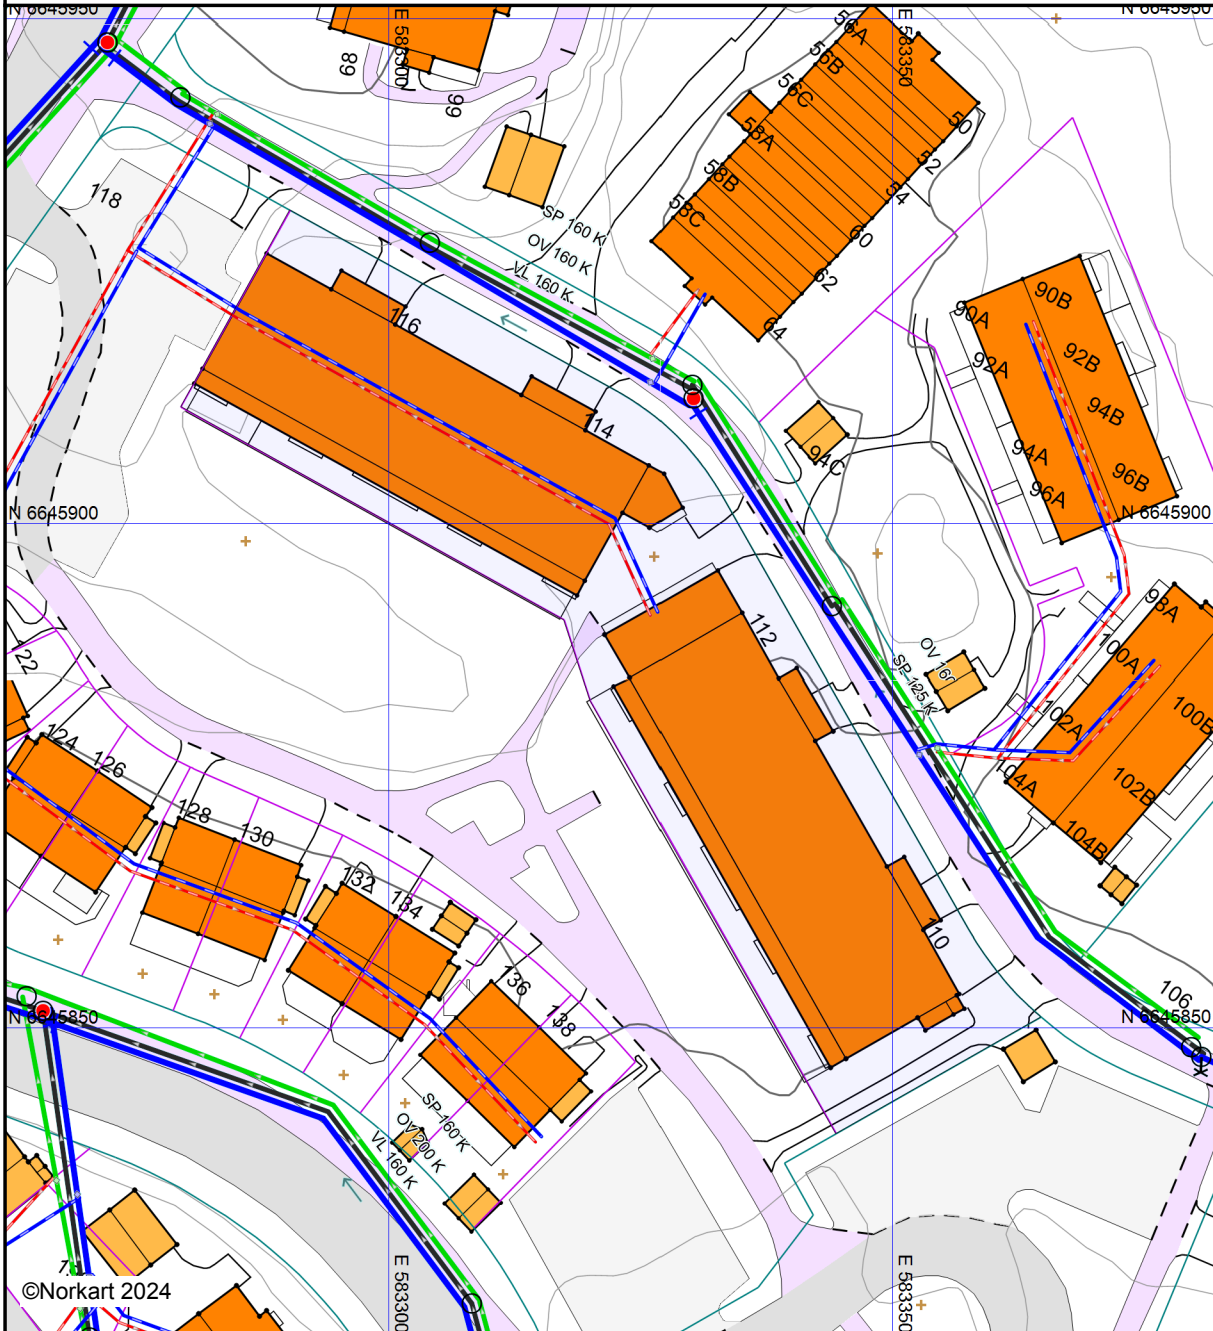 N 6645950
N 6645950
E 583300
E 583350
68
66
56A
56B
56C
58A
58B
58C
50
52
54
60
62
64
118
SP 160 K
OV 160 K
VL 160 K
116
114
90A
90B
92A
92B
94A
94B
96A
96B
94C
N 6645900
N 6645900
98A
100A
100B
102A
102B
104A
104B
112
OV 160
SP 125 K
22
124
126
128
130
132
134
136
138
110
106
N 6645850
N 6645850
SP 160 K
OV 200 K
VL 160 K
E 583300
E 583350
©Norkart 2024